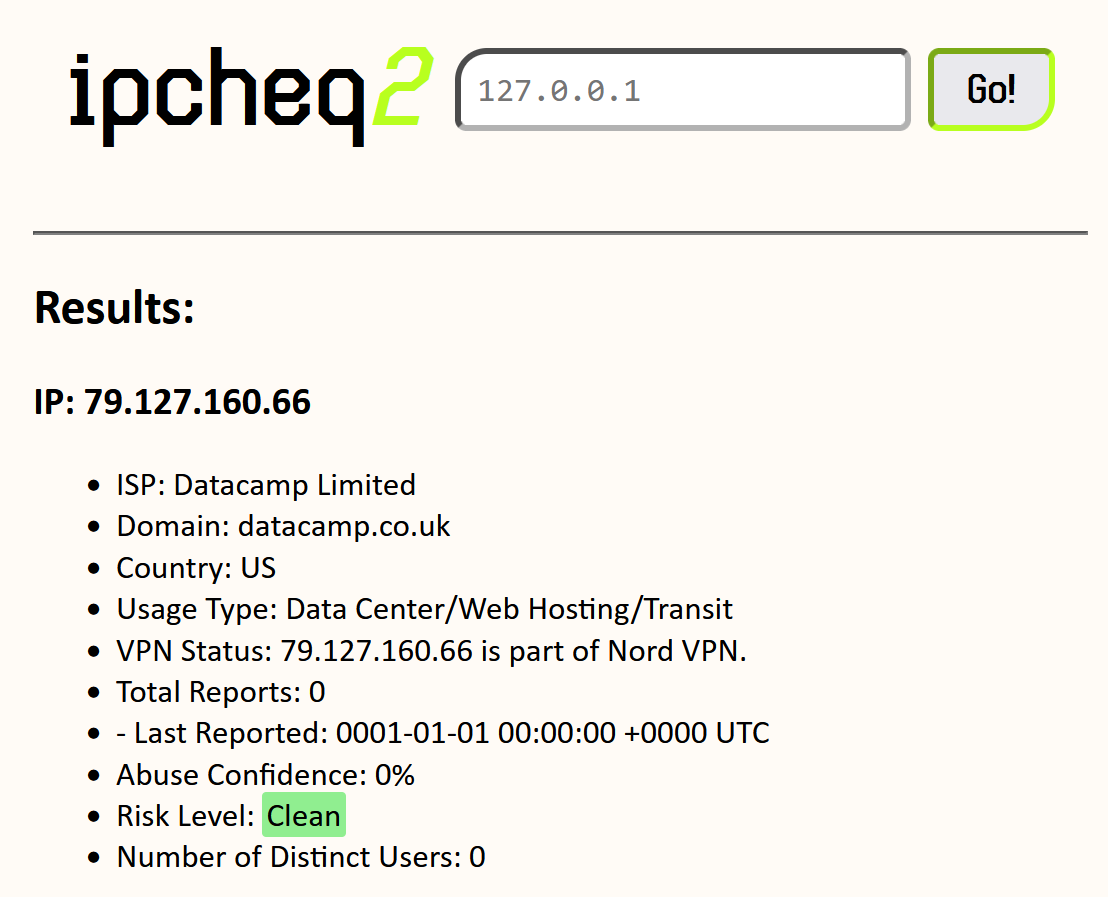 ipcheq2
127.0.0.1
Go!
Results:
IP: 79.127.160.66
• ISP: Datacamp Limited
• Domain: datacamp.co.uk
• Country: US
• Usage Type: Data Center/Web Hosting/Transit
• VPN Status: 79.127.160.66 is part of Nord VPN.
• Total Reports: 0
• - Last Reported: 0001-01-01 00:00:00 +0000 UTC
• Abuse Confidence: 0%
• Risk Level: Clean
• Number of Distinct Users: 0